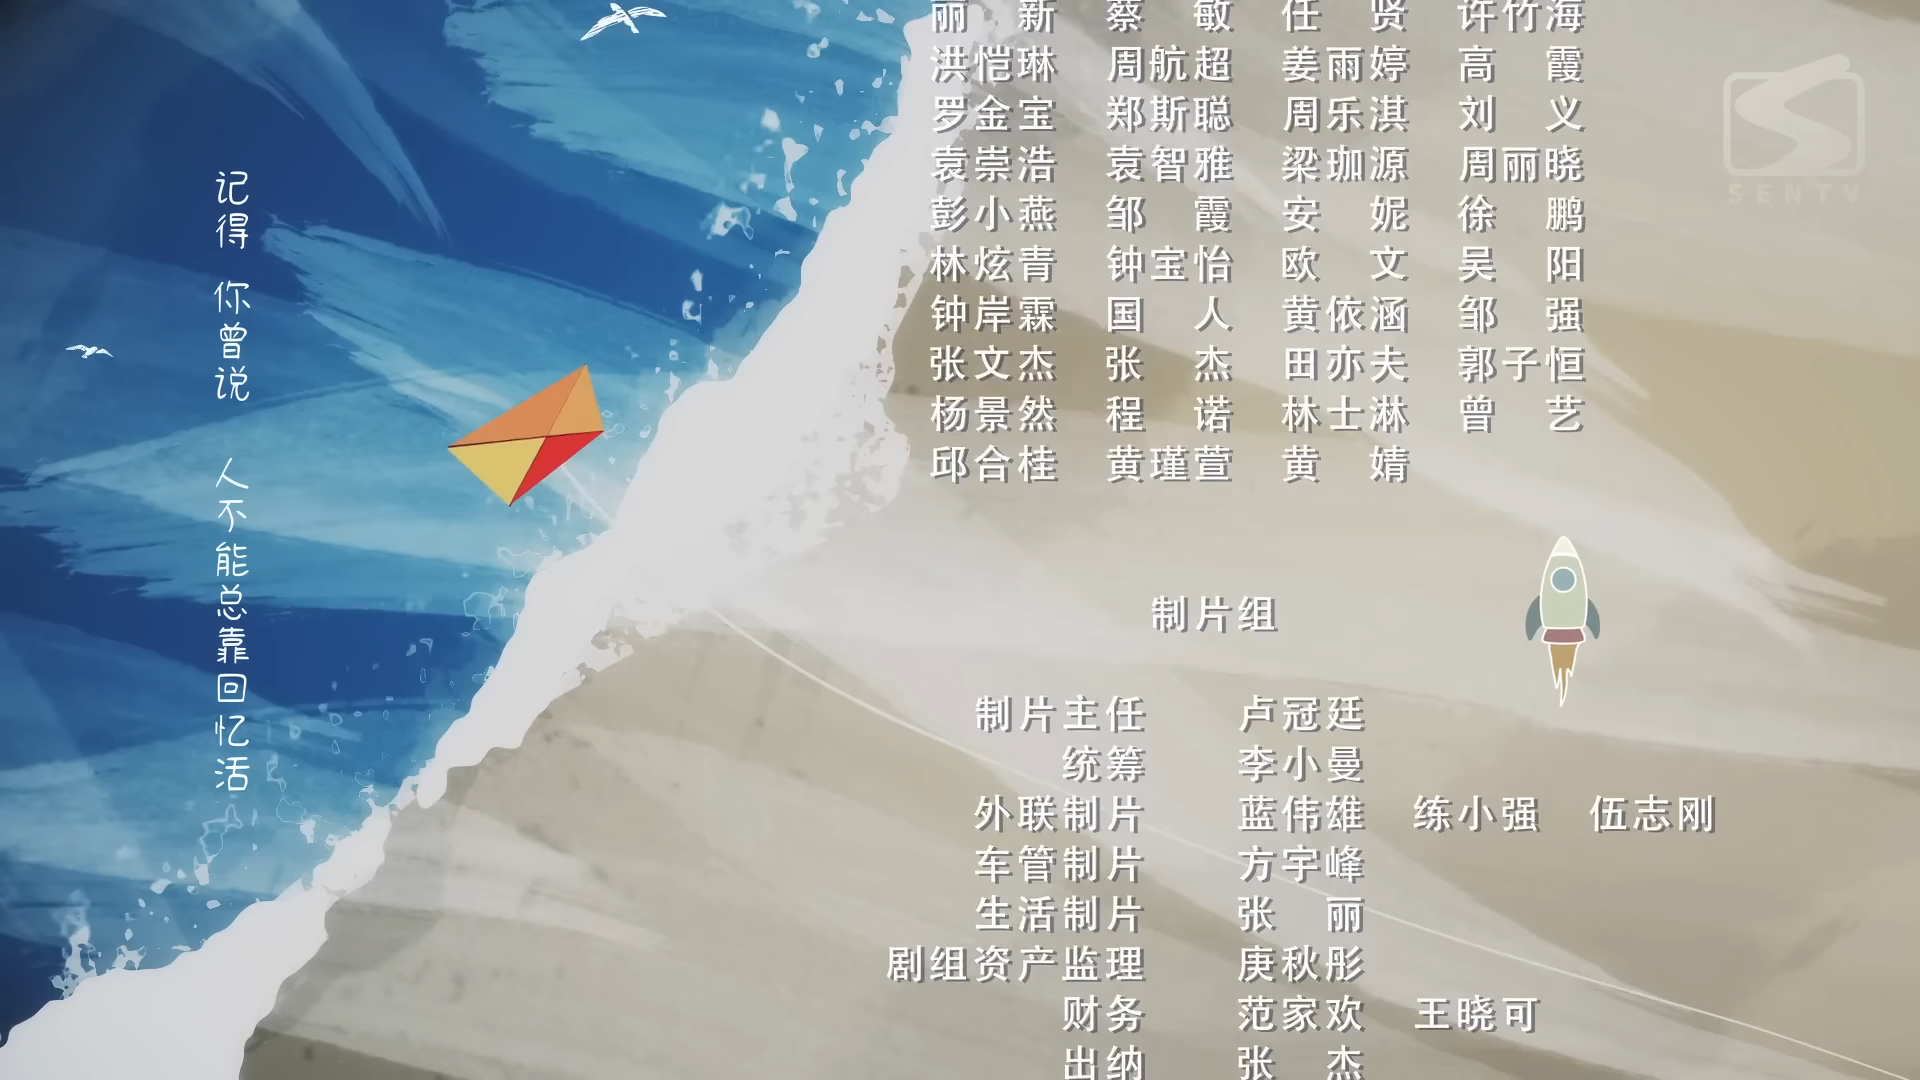 记得 你曾说 人不能总靠回忆活
丽 新 蔡 敏 任 贤 许竹海
洪恺琳 周航超 姜雨婷 高 霞
罗金宝 郑斯聪 周乐淇 刘 义
袁崇浩 袁智雅 梁珈源 周丽晓
彭小燕 邹 霞 安 妮 徐 鹏
林炫青 钟宝怡 欧 文 吴 阳
钟岸霖 国 人 黄依涵 邹 强
张文杰 张 杰 田亦夫 郭子恒
杨景然 程 诺 林士淋 曾 艺
邱合桂 黄瑾萱 黄 婧
制片组
制片主任 卢冠廷
统筹 李小曼
外联制片 蓝伟雄 练小强 伍志刚
车管制片 方宇峰
生活制片 张 丽
剧组资产监理 庚秋彤
财务 范家欢 王晓可
出纳 张 杰
SENTV